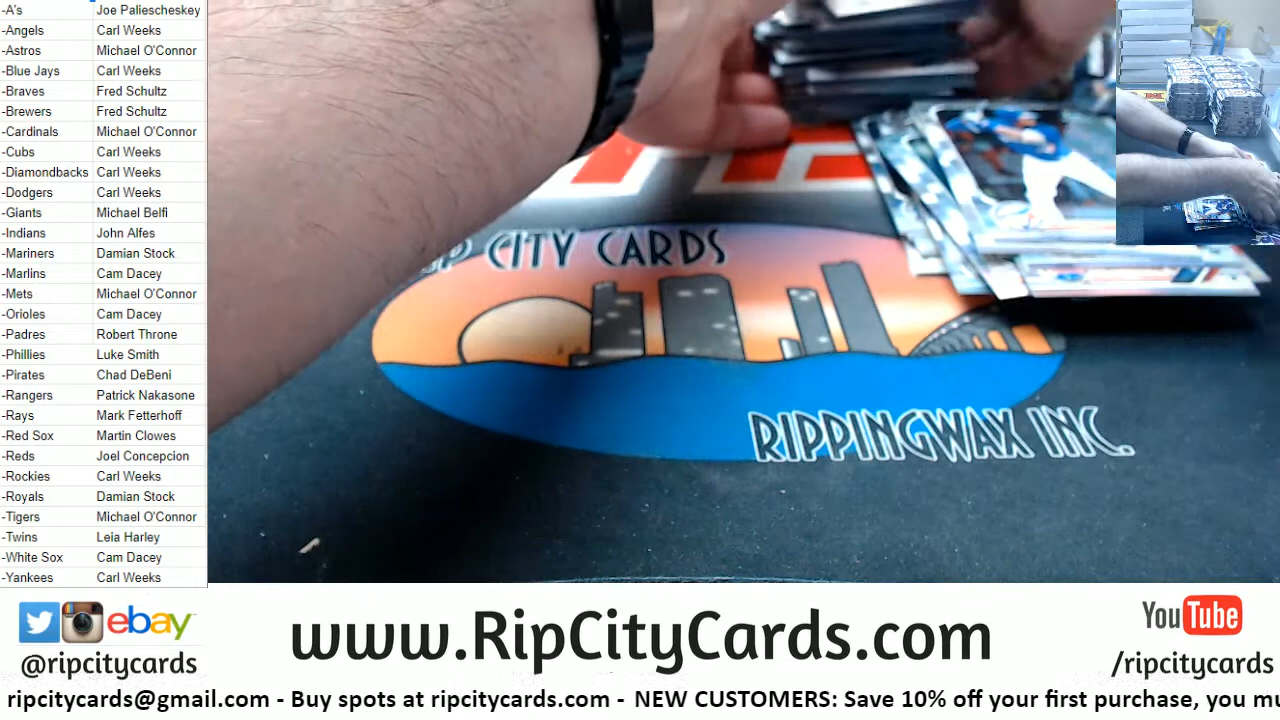 -A's Joe Paliescheskey
-Angels Carl Weeks
-Astros Michael O'Connor
-Blue Jays Carl Weeks
-Braves Fred Schultz
-Brewers Fred Schultz
-Cardinals Michael O'Connor
-Cubs Carl Weeks
-Diamondbacks Carl Weeks
-Dodgers Carl Weeks
-Giants Michael Belfi
-Indians John Alfes
-Mariners Damian Stock
-Marlins Cam Dacey
-Mets Michael O'Connor
-Orioles Cam Dacey
-Padres Robert Throne
-Phillies Luke Smith
-Pirates Chad DeBeni
-Rangers Patrick Nakasone
-Rays Mark Fetterhoff
-Red Sox Martin Clowes
-Reds Joel Concepcion
-Rockies Carl Weeks
-Royals Damian Stock
-Tigers Michael O'Connor
-Twins Leia Harley
-White Sox Cam Dacey
-Yankees Carl Weeks
CITY CARDS
RIPPINGWAX INC.
ebay
@ripcitycards
www.RipCityCards.com
YouTube
/ripcitycards
ripcitycards@gmail.com - Buy spots at ripcitycards.com - NEW CUSTOMERS: Save 10% off your first purchase, you mu